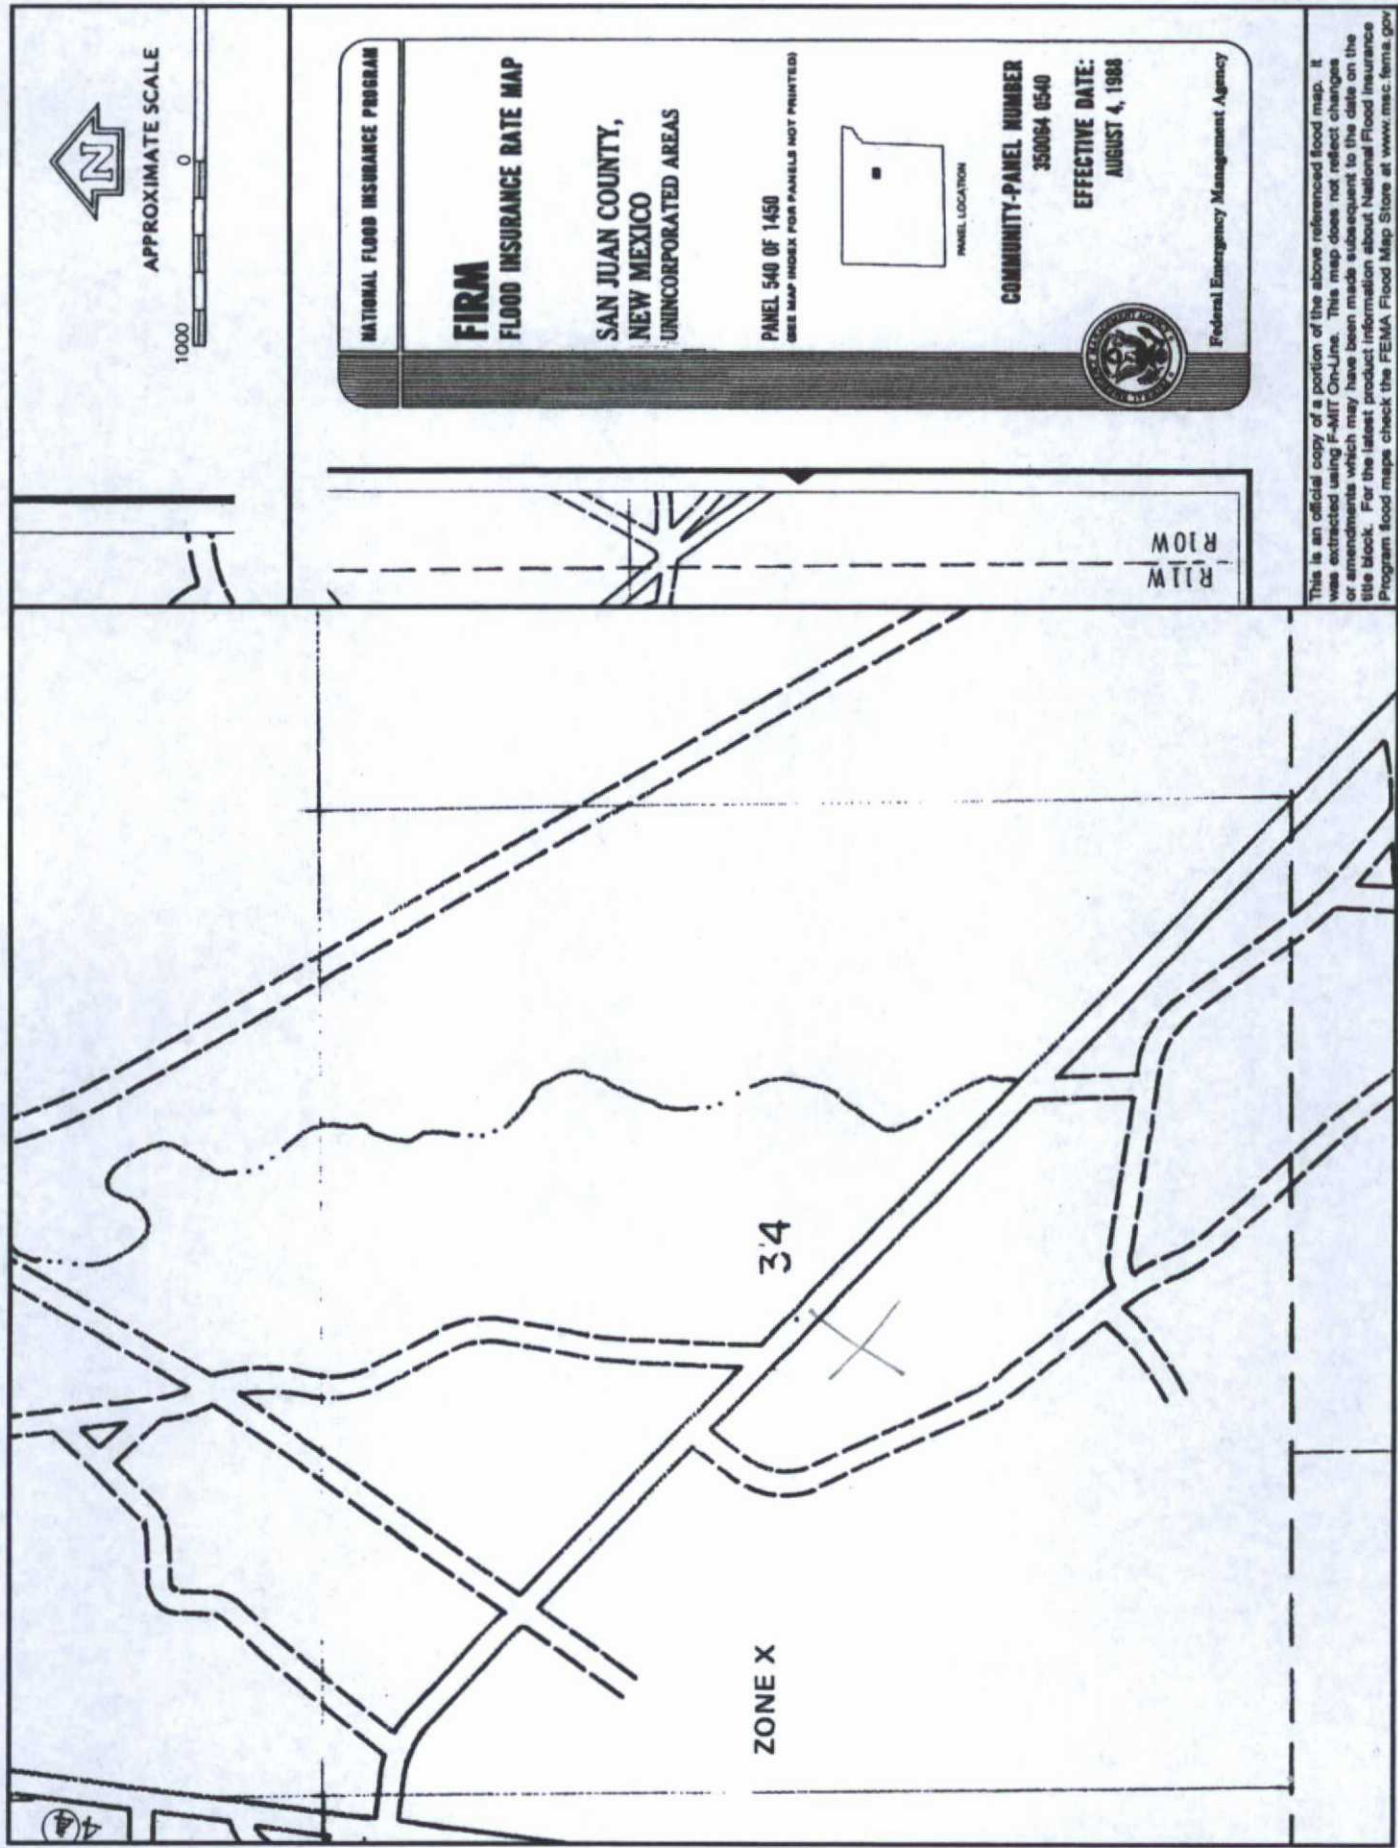 APPROXIMATE SCALE
1000 0
NATIONAL FLOOD INSURANCE PROGRAM
FIRM
FLOOD INSURANCE RATE MAP
SAN JUAN COUNTY,
NEW MEXICO
UNINCORPORATED AREAS
PANEL 540 OF 1450
(SEE MAP INDEX FOR PANELS NOT PRINTED)
PANEL LOCATION
COMMUNITY-PANEL NUMBER
350064 0540
EFFECTIVE DATE:
AUGUST 4, 1988
Federal Emergency Management Agency
This is an official copy of a portion of the above referenced flood map. It
was extracted using F-MIT On-Line. This map does not reflect changes
or amendments which may have been made subsequent to the date on the
title block. For the latest product information about National Flood Insurance
Program flood maps check the FEMA Flood Map Store at www.msc.fema.gov
N
R11W
R10W
34
ZONE X